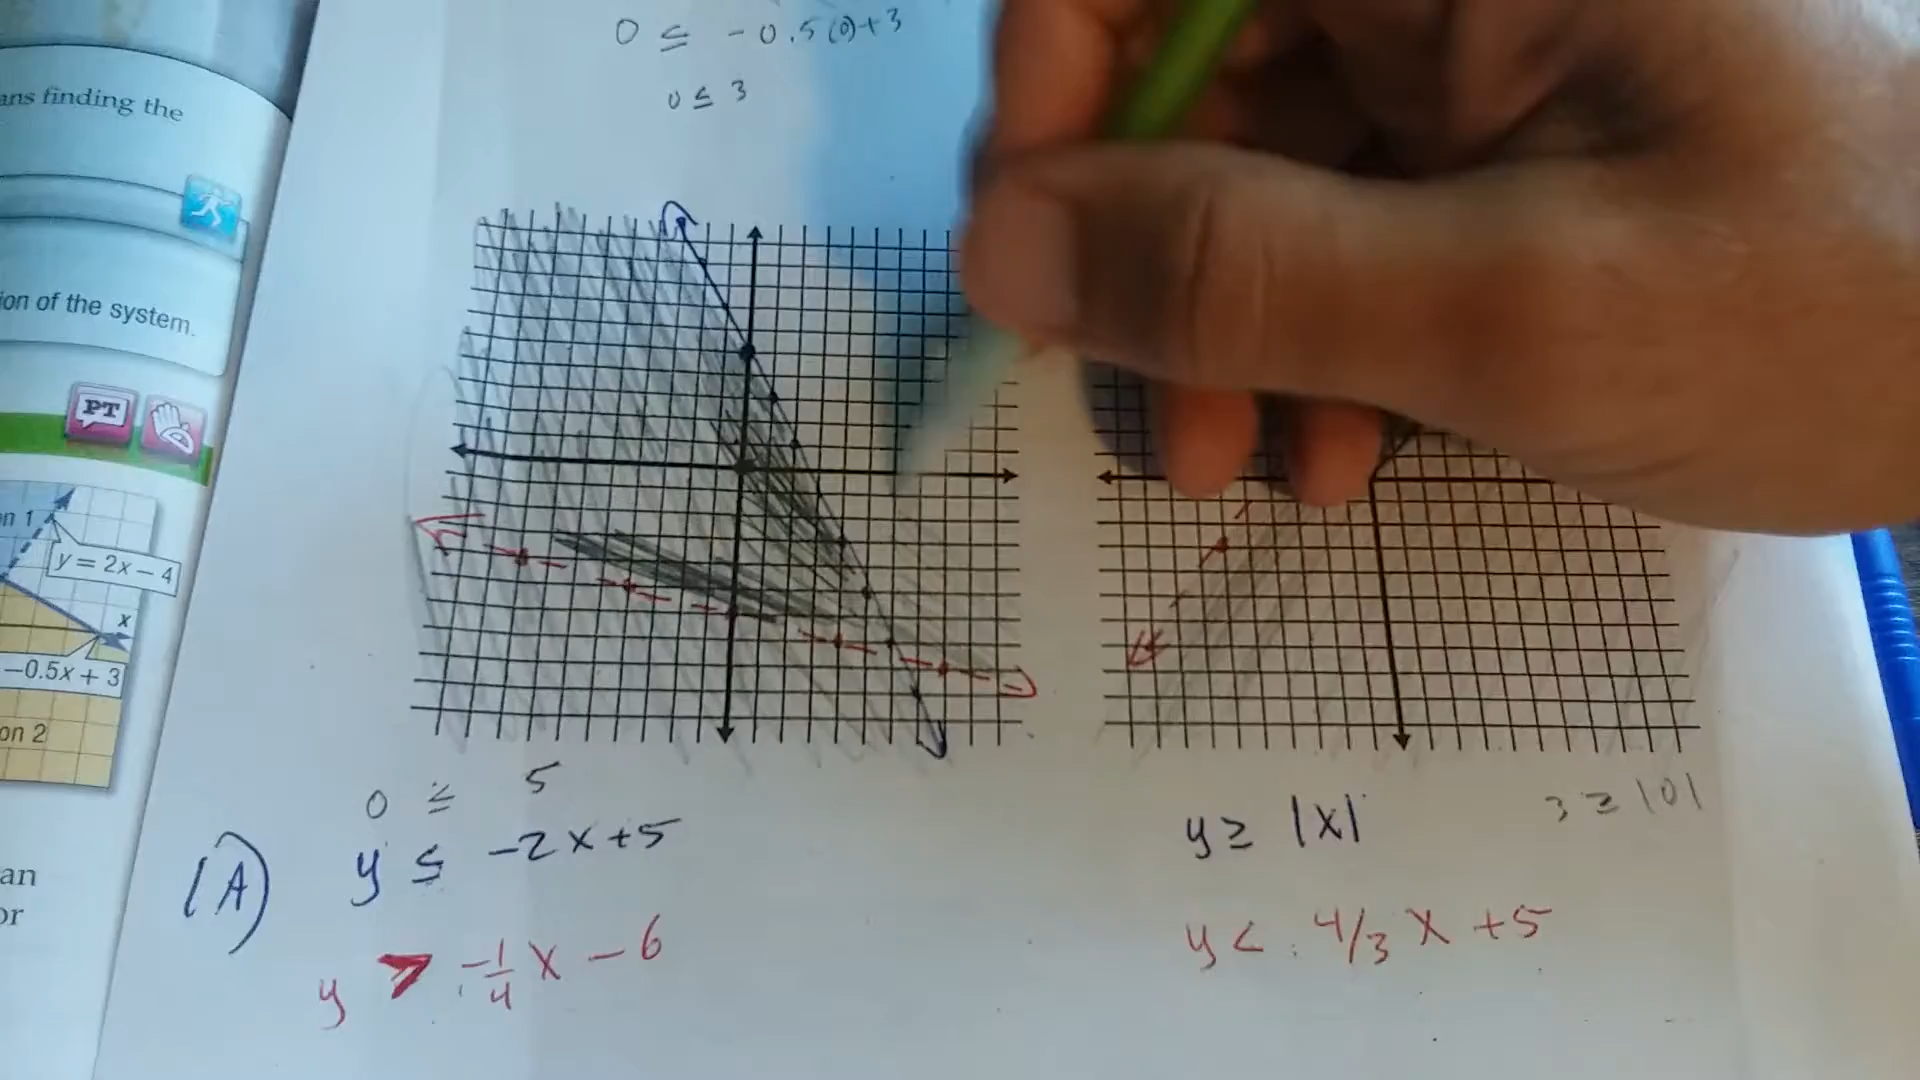 0 ≤ -0.5(0)+3
0 ≤ 3
ans finding the
ion of the system.
PT
n 1
y = 2x – 4
x
–0.5x + 3
on 2
an
or
0 ≤ 5
(A) y ≤ -2x+5
y > -1/4 x - 6
3 ≥ |0|
y ≥ |x|
y < 4/3 x + 5